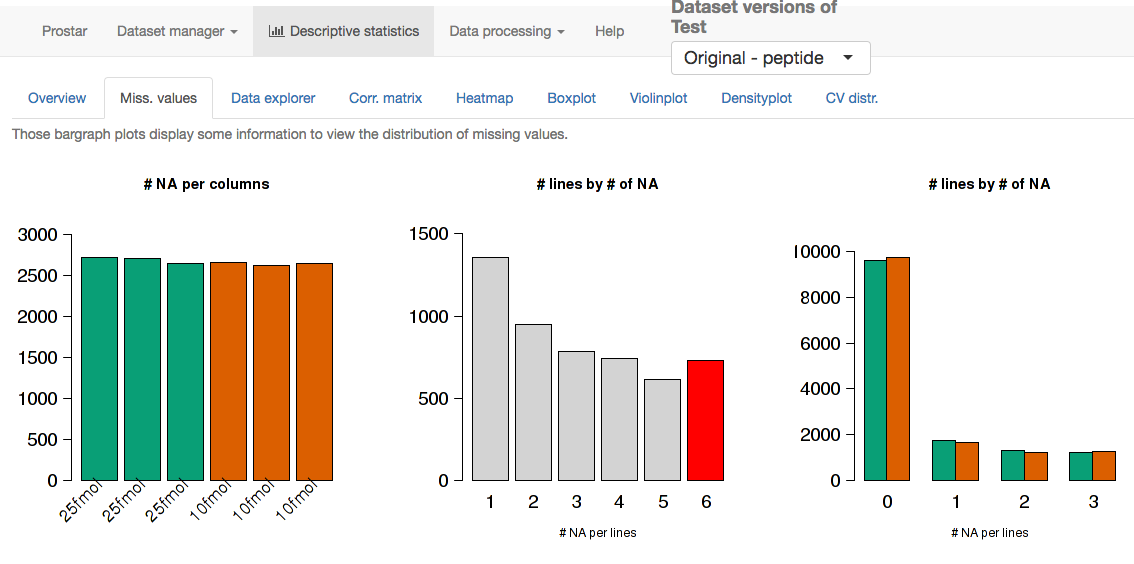 Prostar Dataset manager Descriptive statistics Data processing Help
Dataset versions of
Test
Original - peptide
Overview Miss. values Data explorer Corr. matrix Heatmap Boxplot Violinplot Densityplot CV distr.
Those bargraph plots display some information to view the distribution of missing values.
# NA per columns
3000
2500
2000
1500
1000
500
0
25fmol 25fmol 25fmol 10fmol 10fmol 10fmol
# lines by # of NA
1500
1000
500
0
1 2 3 4 5 6
# NA per lines
# lines by # of NA
10000
8000
6000
4000
2000
0
0 1 2 3
# NA per lines